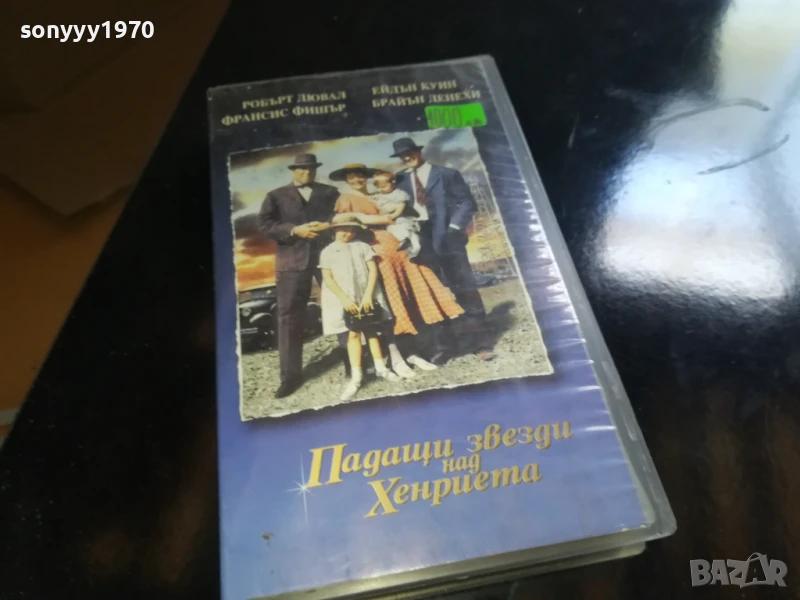 sonyyy1970
РОБЪРТ ДЮВАЛ
ЕЙДЪН КУИН
ФРАНСИС ФИШЪР
БРАЙЪН ДЕНЕХИ
Падащи звезди
над
Хенриета
BAZAR